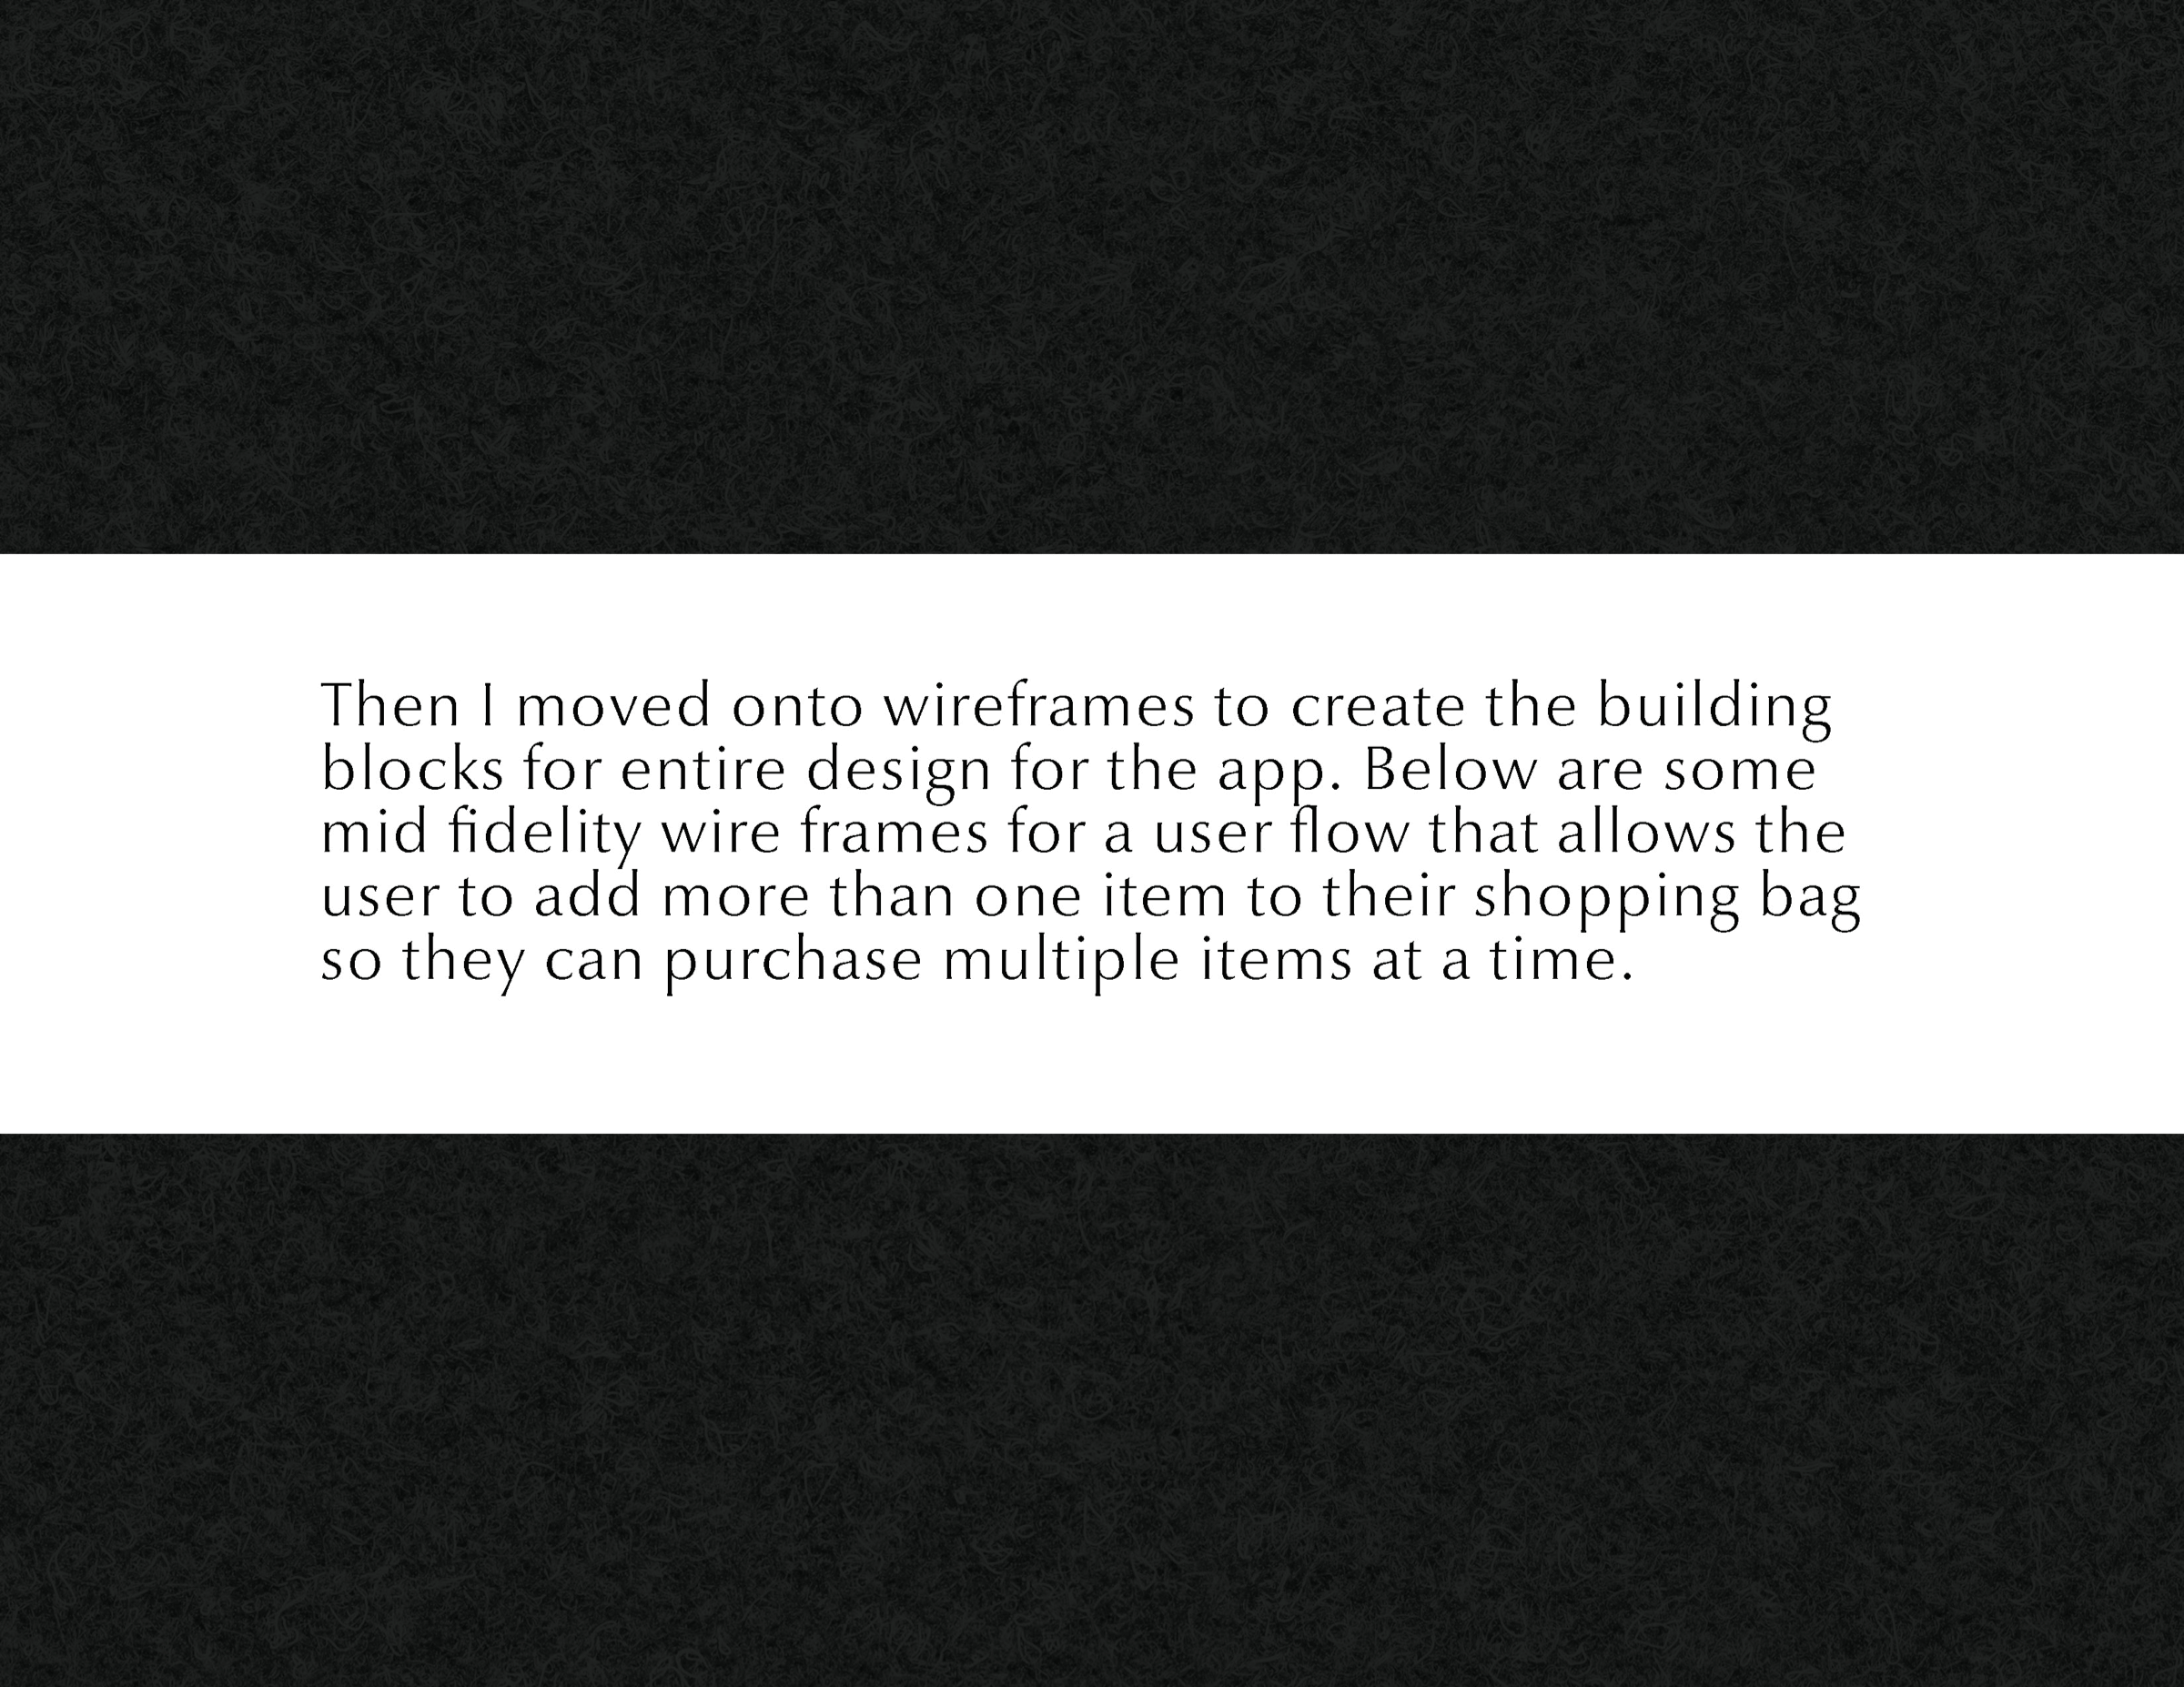 Then I moved onto wireframes to create the building
blocks for entire design for the app. Below are some
mid fidelity wire frames for a user flow that allows the
user to add more than one item to their shopping bag
so they can purchase multiple items at a time.